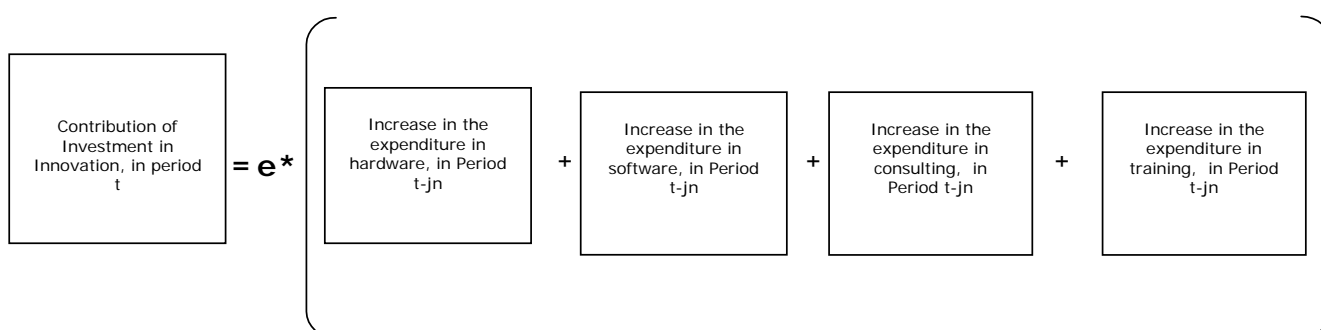 Contribution of
Investment in
Innovation, in period
t
= e*
Increase in the
expenditure in
hardware, in Period
t-jn
+
Increase in the
expenditure in
software, in Period
t-jn
+
Increase in the
expenditure in
consulting, in
Period t-jn
+
Increase in the
expenditure in
training, in Period
t-jn